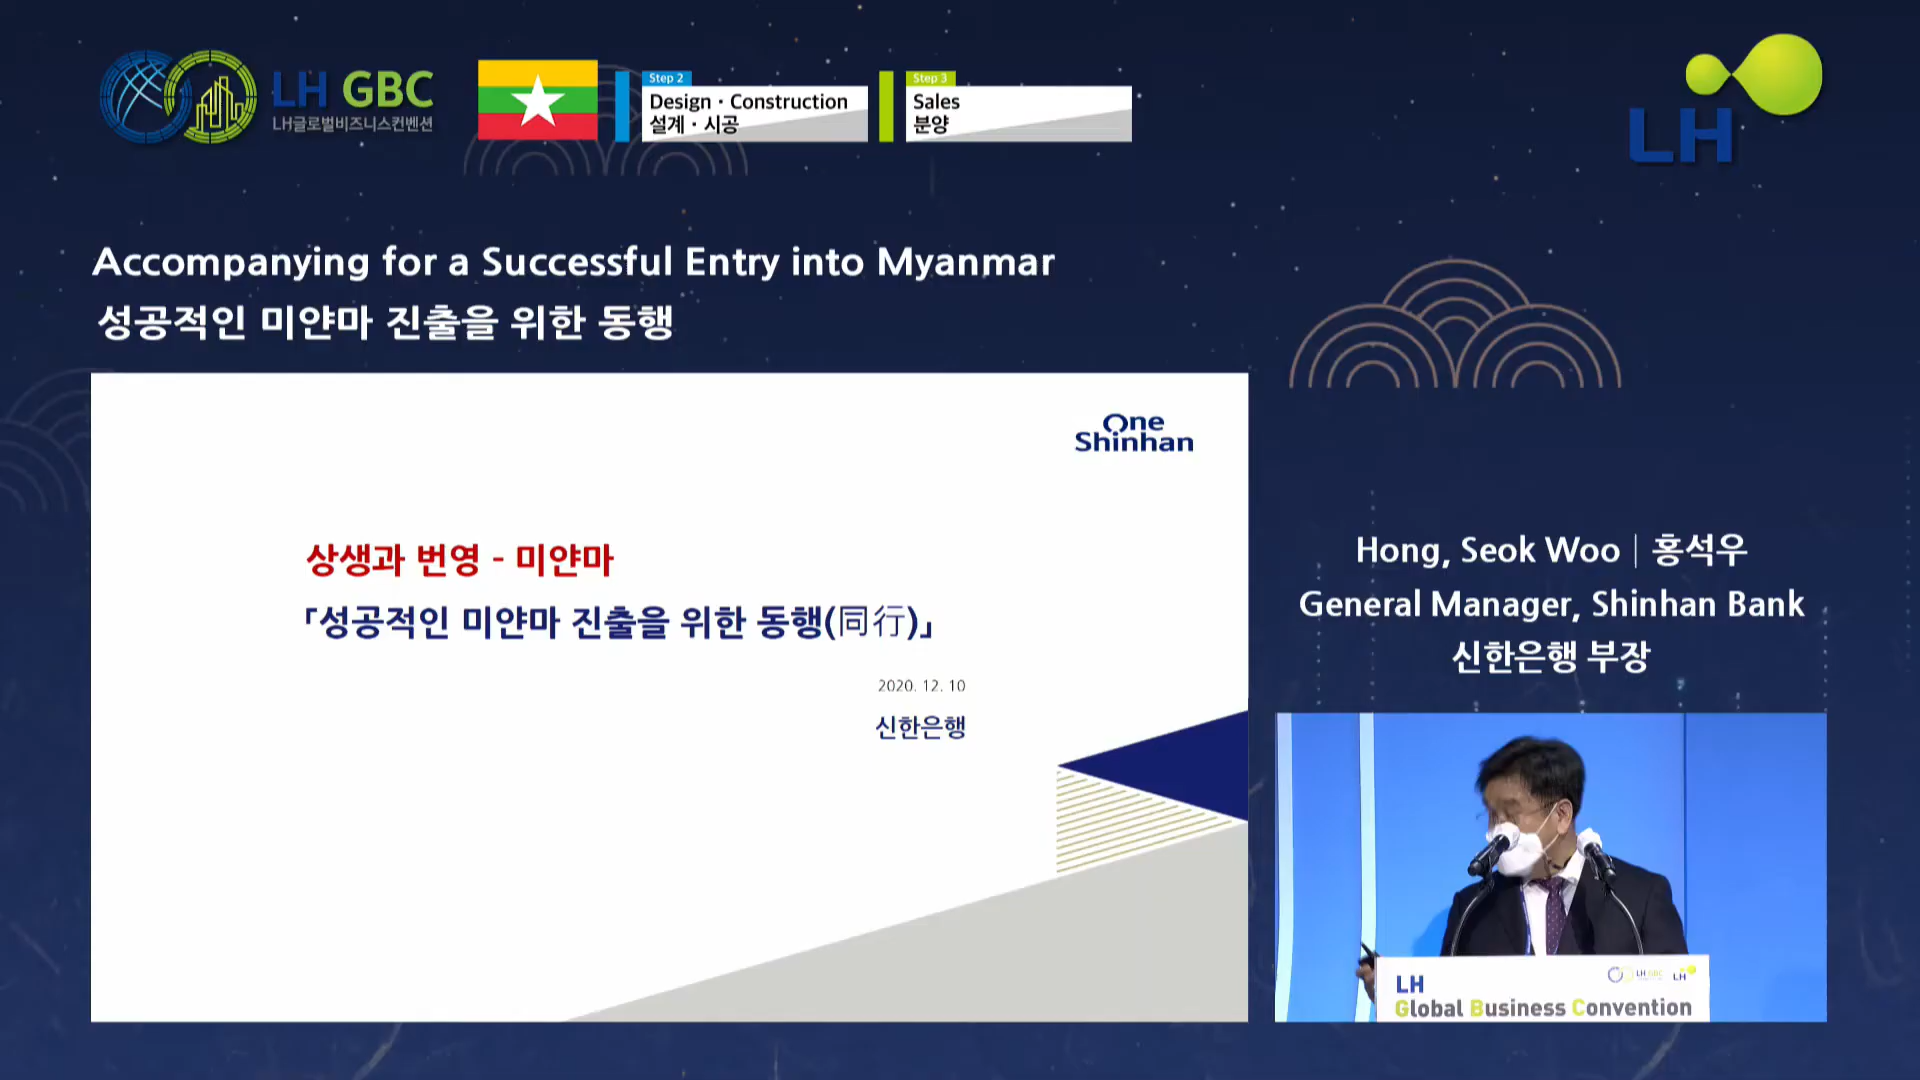 LH GBC
LH글로벌비즈니스컨벤션
Step 2
Design · Construction
설계 · 시공
Step 3
Sales
분양
LH
Accompanying for a Successful Entry into Myanmar
성공적인 미얀마 진출을 위한 동행
One
Shinhan
상생과 번영 - 미얀마
「성공적인 미얀마 진출을 위한 동행(同行)」
2020. 12. 10
신한은행
Hong, Seok Woo | 홍석우
General Manager, Shinhan Bank
신한은행 부장
LH GBC
LH
LH
Global Business Convention